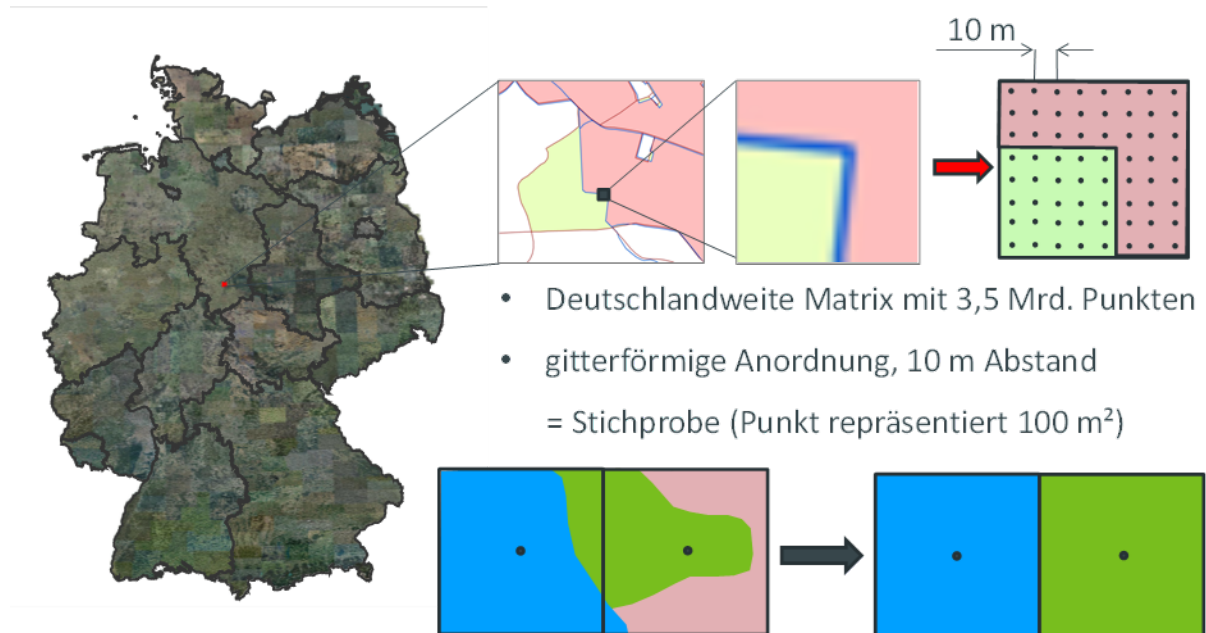 10 m
• Deutschlandweite Matrix mit 3,5 Mrd. Punkten
• gitterförmige Anordnung, 10 m Abstand
= Stichprobe (Punkt repräsentiert 100 m²)